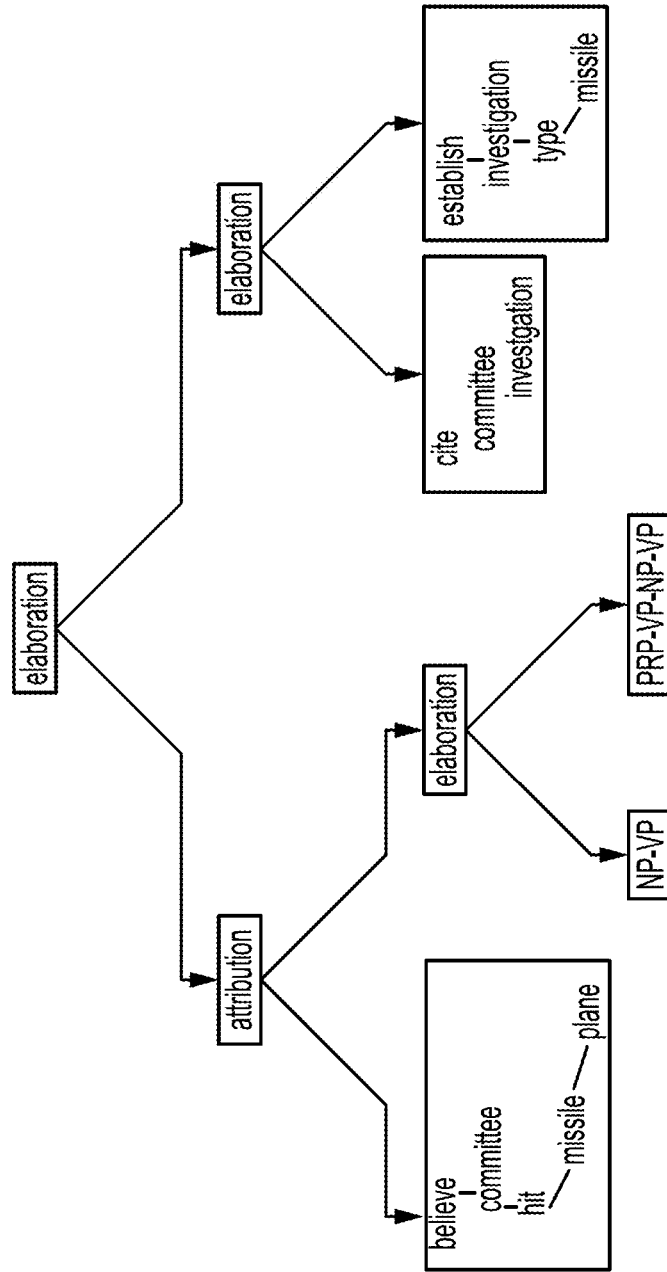 elaboration
attribution
elaboration
believe
committee
hit
missile
plane
elaboration
cite
committee
investgation
establish
investigation
type
missile
NP-VP
PRP-VP-NP-VP